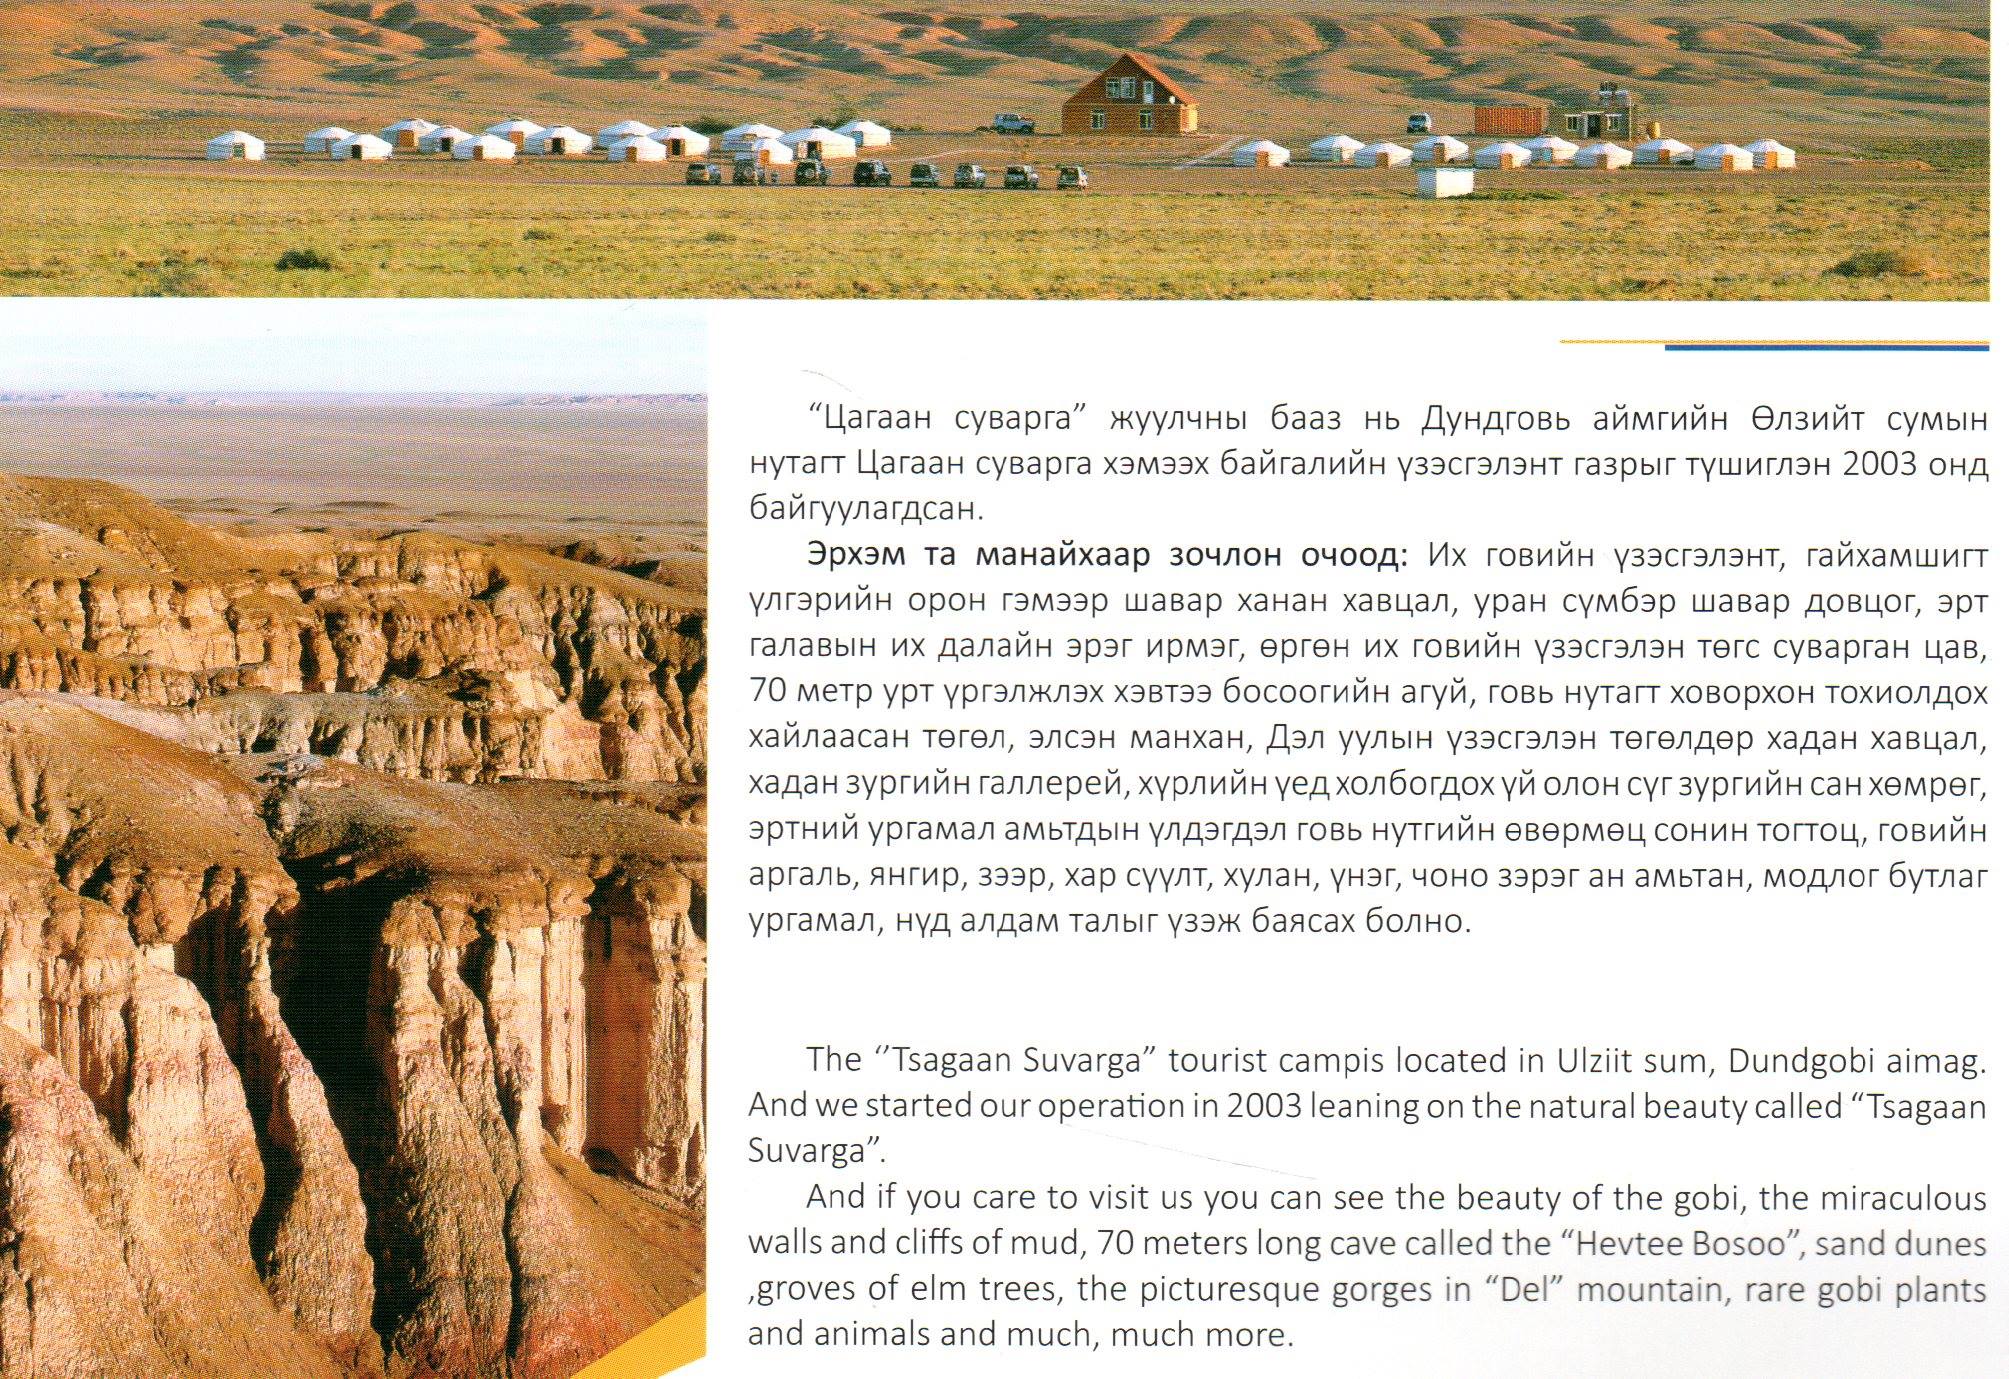 “Цагаан суварга” жуулчны бааз нь Дундговь аймгийн Өлзийт сумын
нутагт Цагаан суварга хэмээх байгалийн үзэсгэлэнт газрыг түшиглэн 2003 онд
байгуулагдсан.
Эрхэм та манайхаар зочлон очоод: Их говийн үзэсгэлэнт, гайхамшигт
үлгэрийн орон гэмээр шавар ханан хавцал, уран сүмбэр шавар довцог, эрт
галавын их далайн эрэг ирмэг, өргөн их говийн үзэсгэлэн төгс суварган цав,
70 метр урт үргэлжлэх хэвтээ босоогийн агуй, говь нутагт ховорхон тохиолдох
хайлаасан төгөл, элсэн манхан, Дэл уулын үзэсгэлэн төгөлдөр хадан хавцал,
хадан зургийн галлерей, хүрлийн үед холбогдох үй олон сүг зургийн сан хөмрөг,
эртний ургамал амьтдын үлдэгдэл говь нутгийн өвөрмөц сонин тогтоц, говийн
аргаль, янгир, зээр, хар сүүлт, хулан, үнэг, чоно зэрэг ан амьтан, модлог бутлаг
ургамал, нүд алдам талыг үзэж баясах болно.
The ‘’Tsagaan Suvarga” tourist campis located in Ulziit sum, Dundgobi aimag.
And we started our operation in 2003 leaning on the natural beauty called “Tsagaan
Suvarga”.
And if you care to visit us you can see the beauty of the gobi, the miraculous
walls and cliffs of mud, 70 meters long cave called the “Hevtee Bosoo”, sand dunes
,groves of elm trees, the picturesque gorges in “Del” mountain, rare gobi plants
and animals and much, much more.